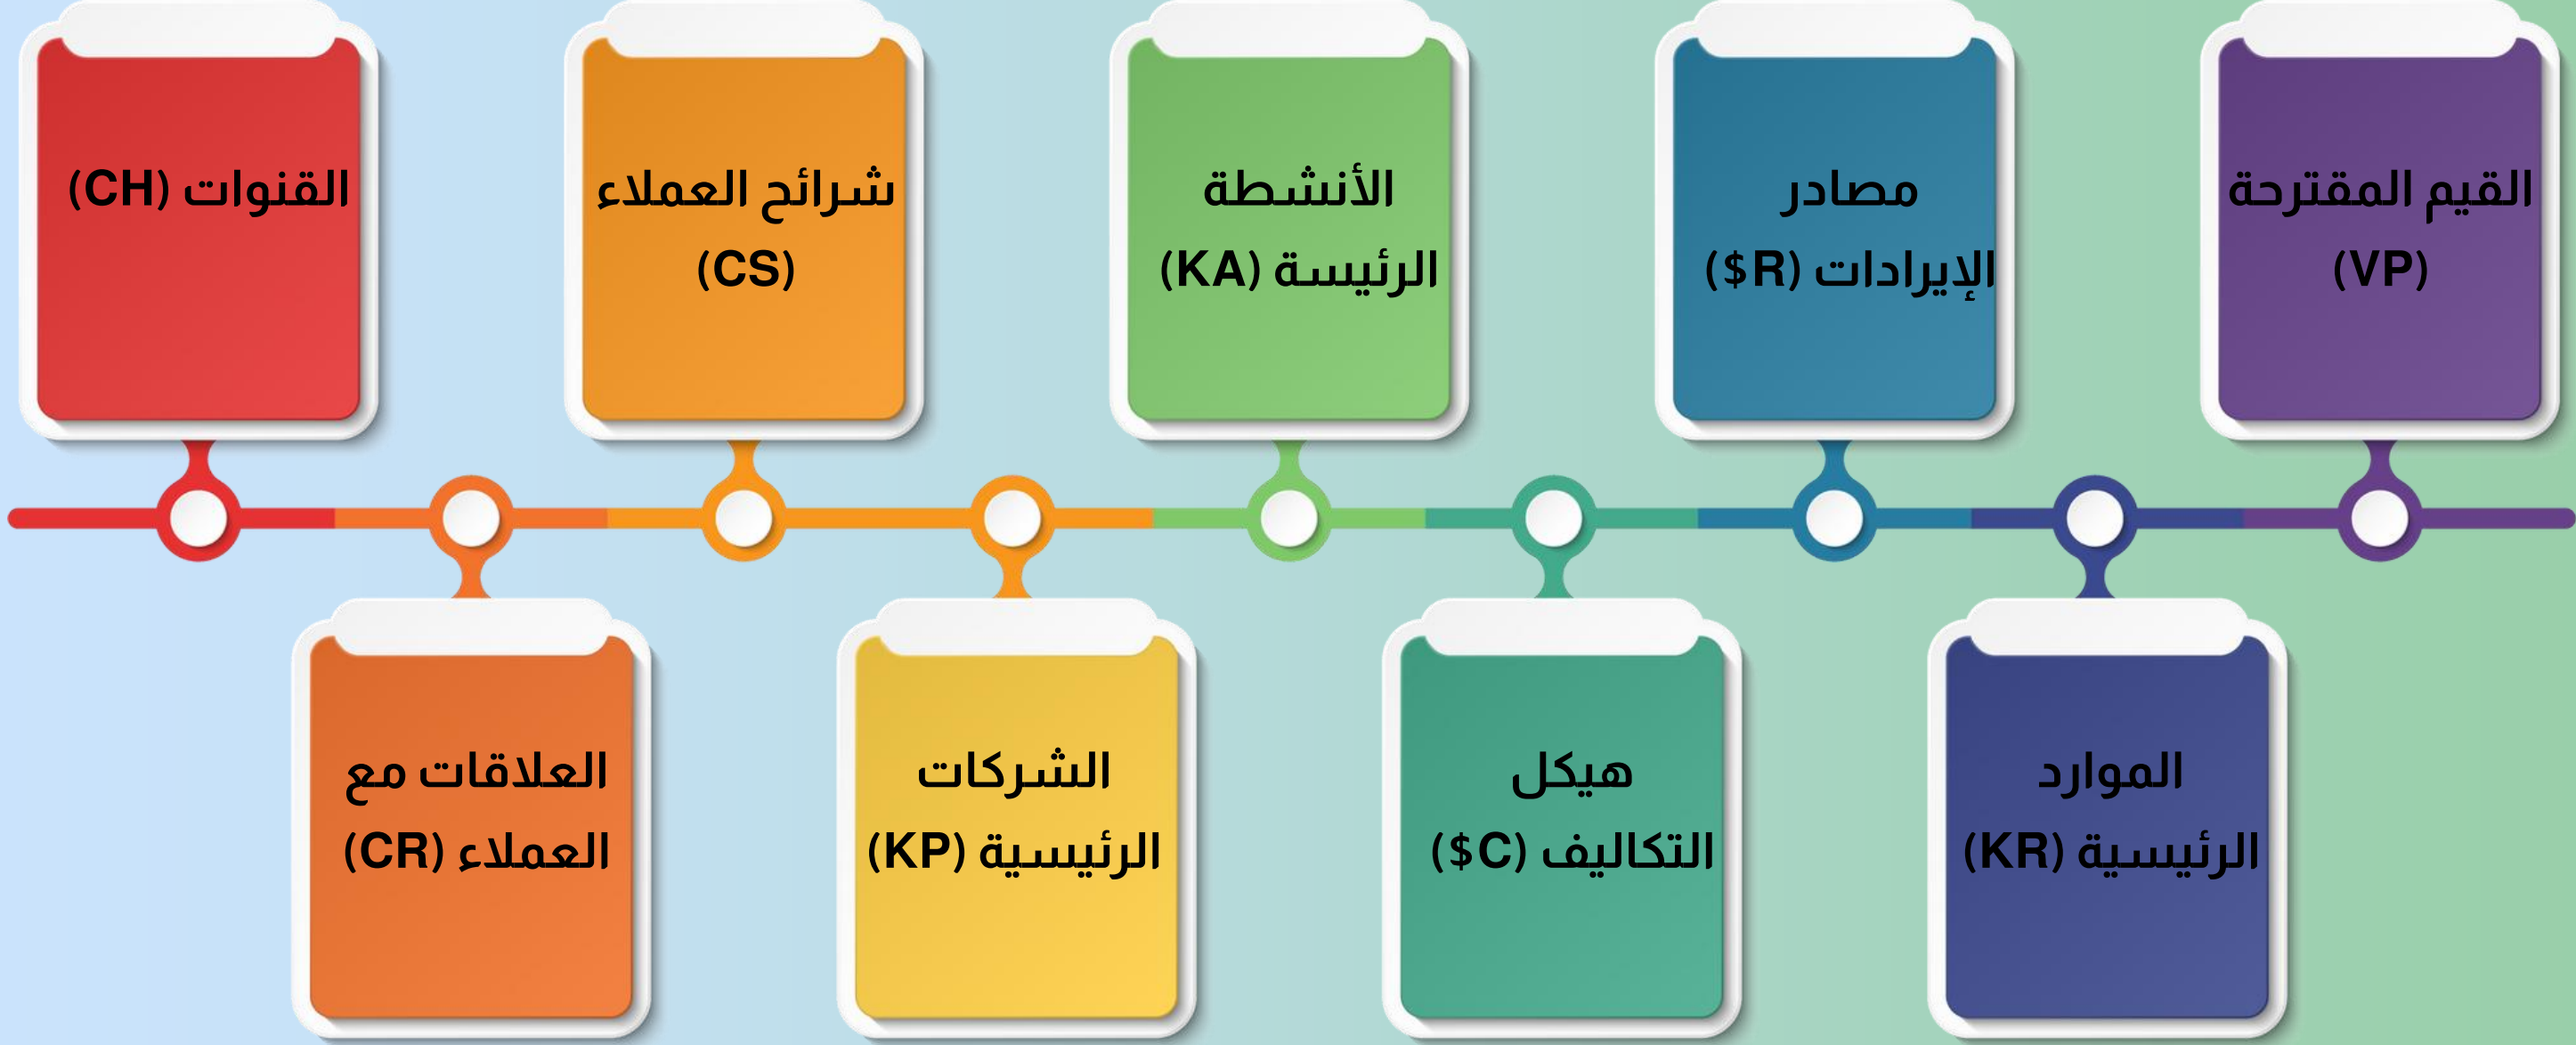 القيم المقترحة
(VP)
مصادر
الإيرادات (R$)
الأنشطة
الرئيسة (KA)
شرائح العملاء
(CS)
القنوات (CH)
الموارد
الرئيسية (KR)
هيكل
التكاليف (C$)
الشركات
الرئيسية (KP)
العلاقات مع
العملاء (CR)